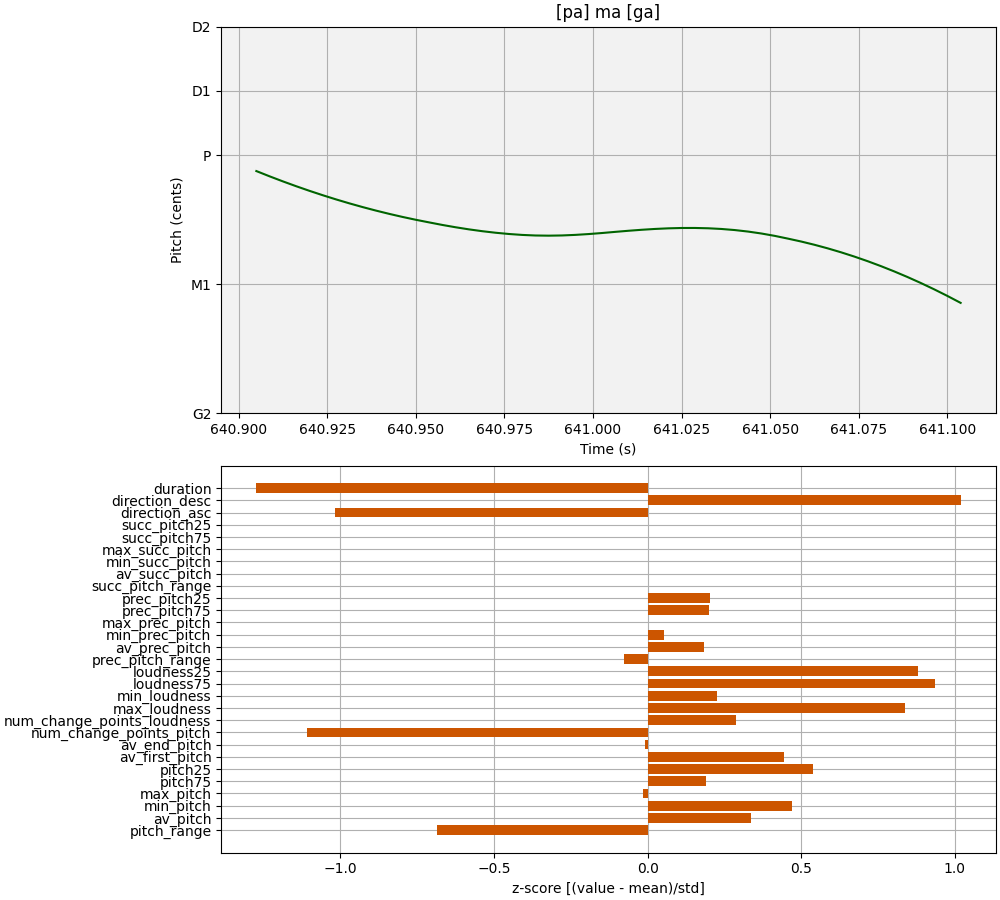 [pa] ma [ga]
D2
D1
P
M1
G2
Pitch (cents)
640.900 640.925 640.950 640.975 641.000 641.025 641.050 641.075 641.100
Time (s)
duration
direction_desc
direction_asc
succ_pitch25
succ_pitch75
max_succ_pitch
min_succ_pitch
av_succ_pitch
succ_pitch_range
prec_pitch25
prec_pitch75
max_prec_pitch
min_prec_pitch
av_prec_pitch
prec_pitch_range
loudness25
loudness75
min_loudness
max_loudness
num_change_points_loudness
num_change_points_pitch
av_end_pitch
av_first_pitch
pitch25
pitch75
max_pitch
min_pitch
av_pitch
pitch_range
−1.0 −0.5 0.0 0.5 1.0
z-score [(value - mean)/std]